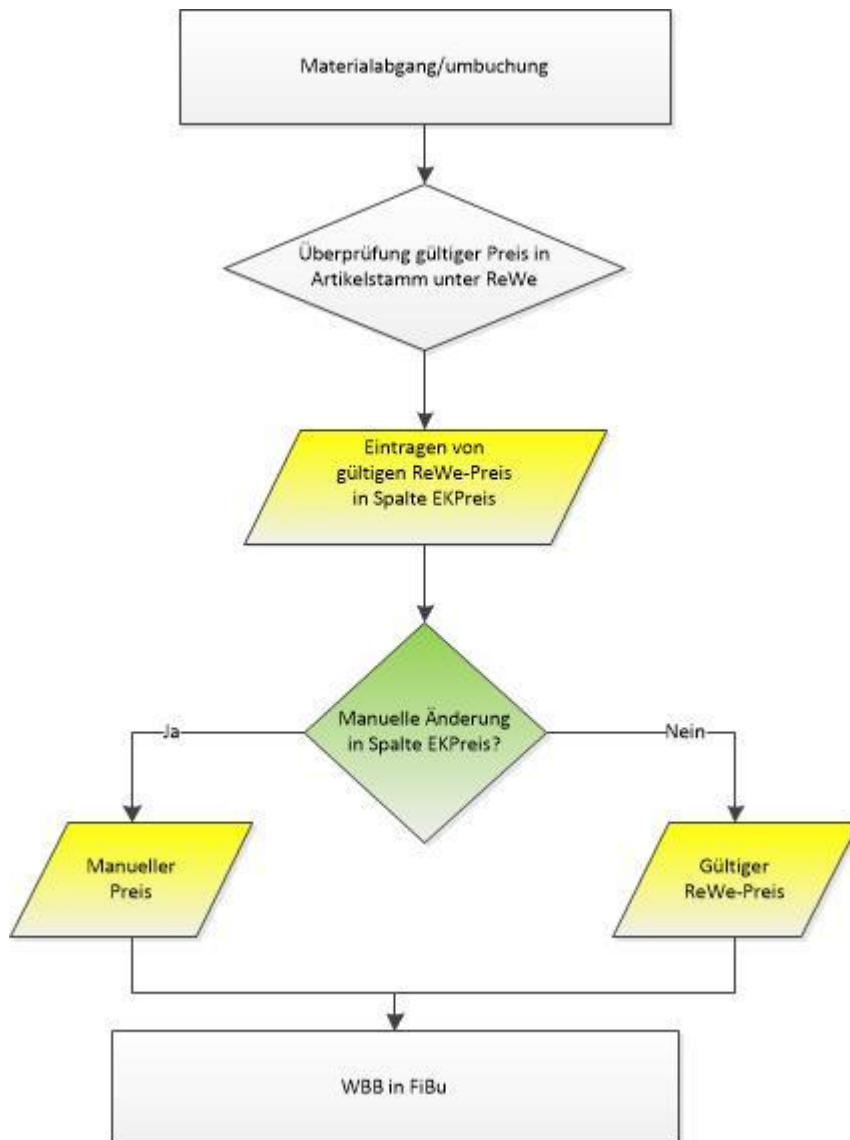 Materialabgang/umbuchung
Überprüfung gültiger Preis in
Artikelstamm unter ReWe
Eintragen von
gültigen ReWe-Preis
in Spalte EKPreis
Manuelle Änderung
in Spalte EKPreis?
Ja
Nein
Manueller
Preis
Gültiger
ReWe-Preis
WBB in FiBu